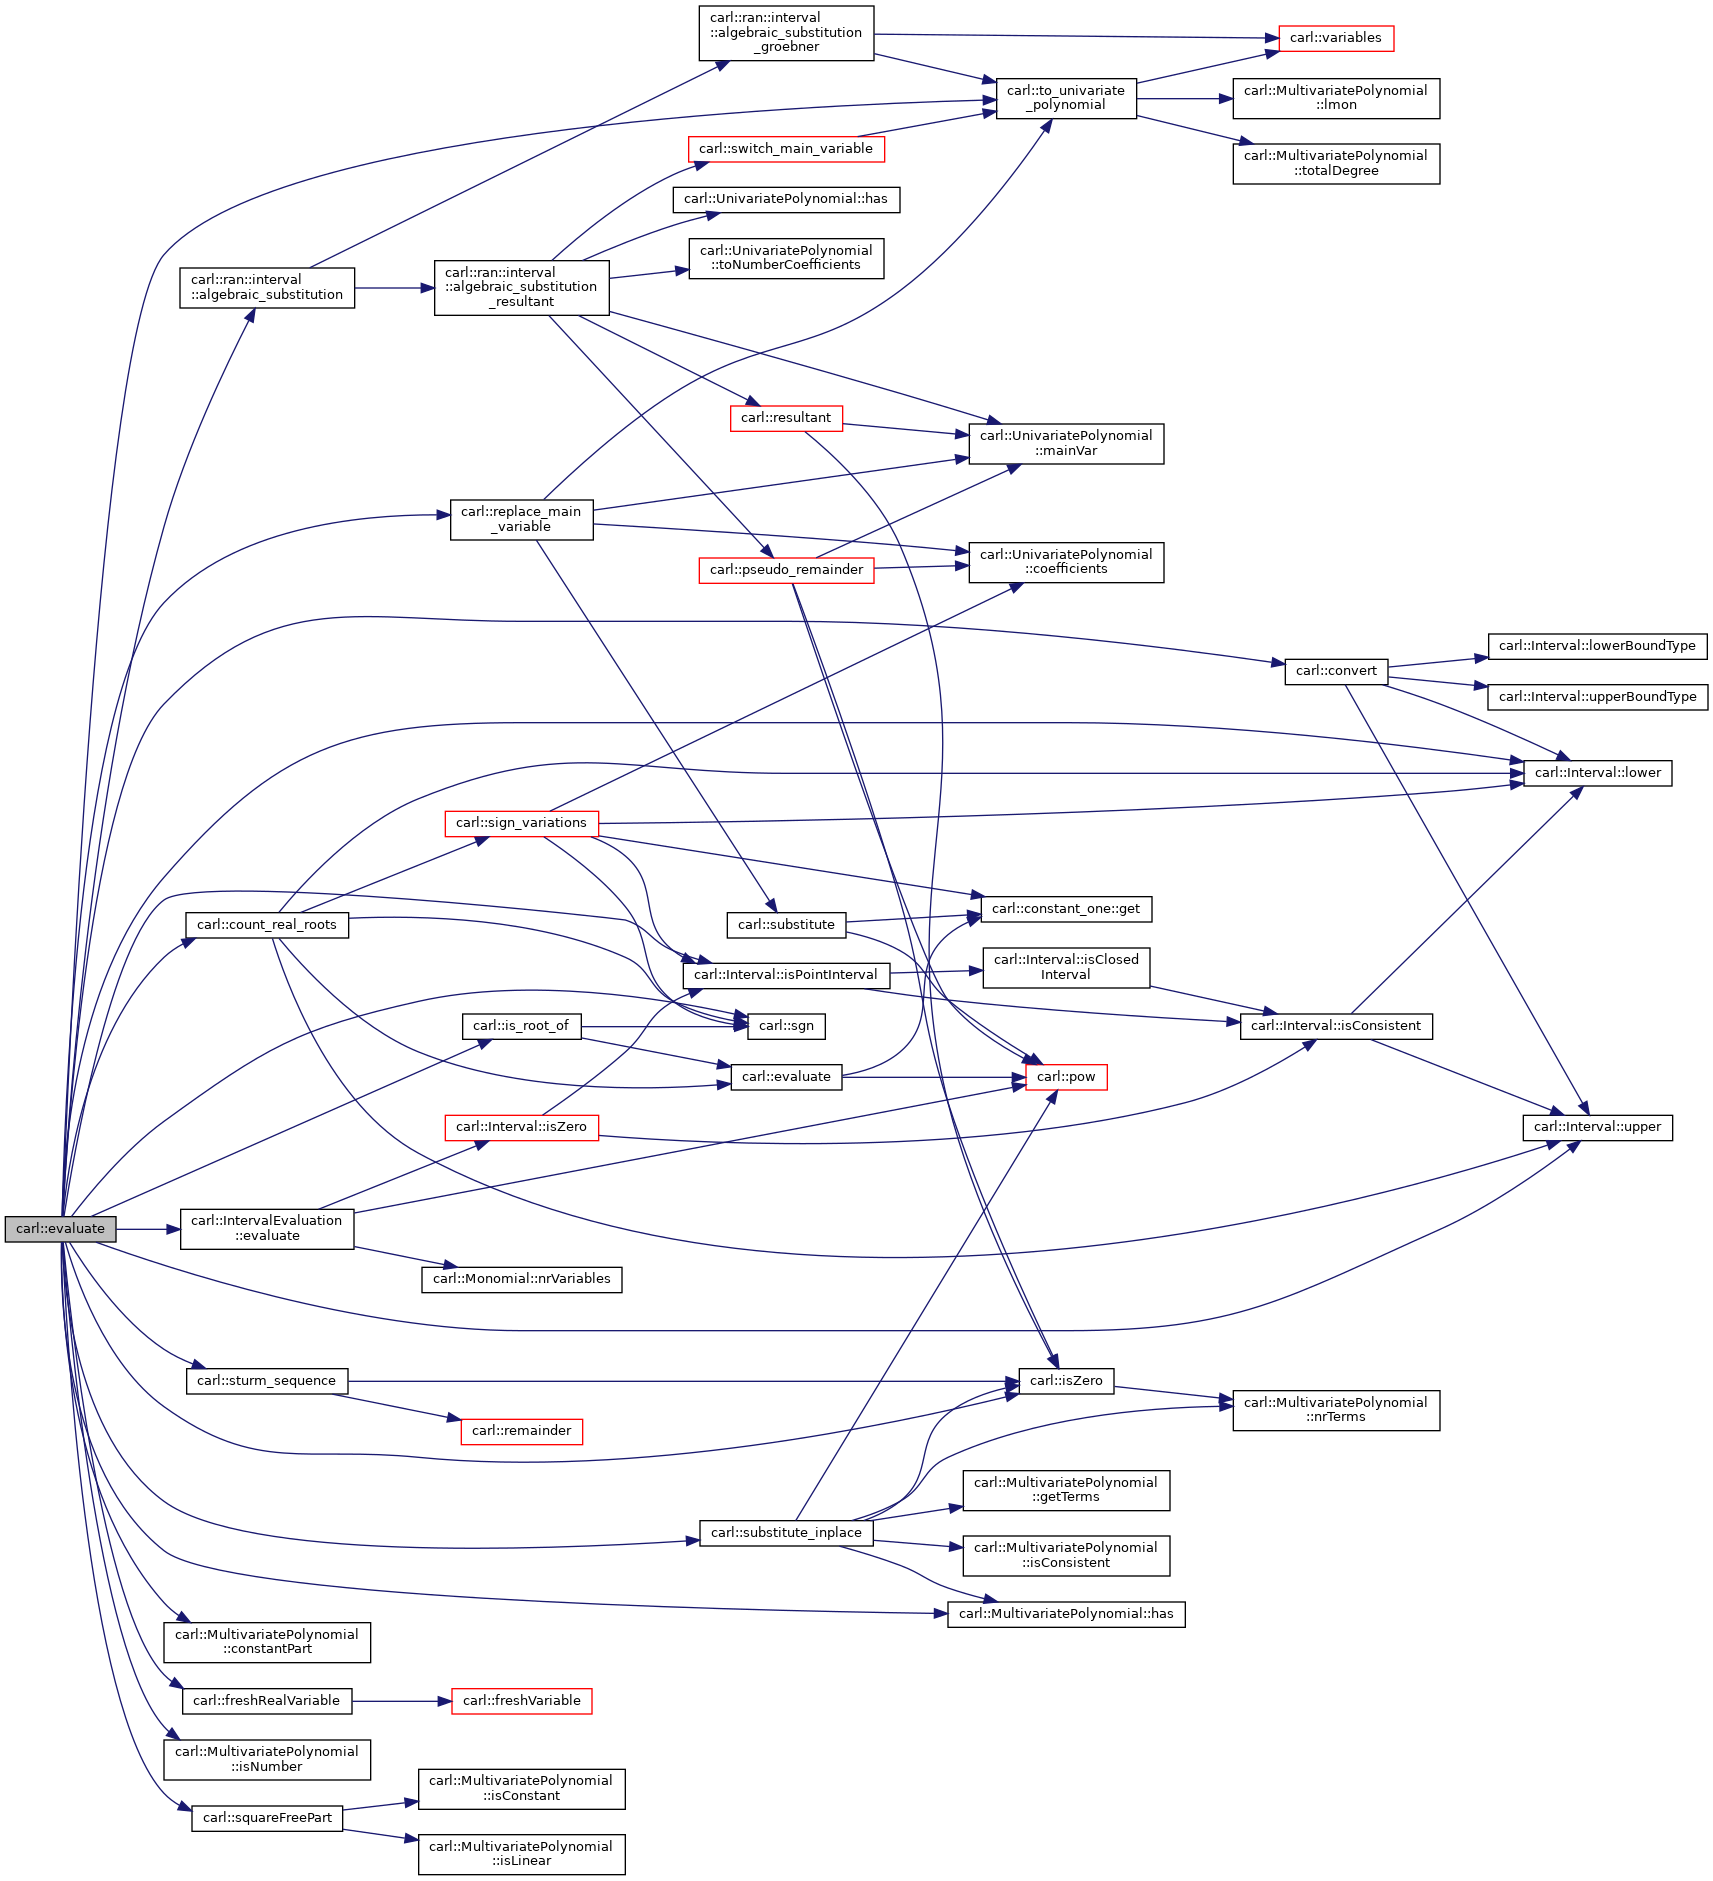 carl::ran::interval
::algebraic_substitution
_groebner
carl::variables
carl::to_univariate
_polynomial
carl::MultivariatePolynomial
::lmon
carl::switch_main_variable
carl::MultivariatePolynomial
::totalDegree
carl::UnivariatePolynomial::has
carl::UnivariatePolynomial
::toNumberCoefficients
carl::ran::interval
::algebraic_substitution
carl::ran::interval
::algebraic_substitution
_resultant
carl::resultant
carl::UnivariatePolynomial
::mainVar
carl::replace_main
_variable
carl::pseudo_remainder
carl::UnivariatePolynomial
::coefficients
carl::convert
carl::Interval::lowerBoundType
carl::Interval::upperBoundType
carl::Interval::lower
carl::sign_variations
carl::constant_one::get
carl::count_real_roots
carl::substitute
carl::Interval::isPointInterval
carl::Interval::isClosed
Interval
carl::is_root_of
carl::sgn
carl::Interval::isConsistent
carl::evaluate
carl::pow
carl::Interval::isZero
carl::Interval::upper
carl::evaluate
carl::IntervalEvaluation
::evaluate
carl::Monomial::nrVariables
carl::sturm_sequence
carl::isZero
carl::remainder
carl::MultivariatePolynomial
::nrTerms
carl::MultivariatePolynomial
::getTerms
carl::substitute_inplace
carl::MultivariatePolynomial
::isConsistent
carl::MultivariatePolynomial::has
carl::MultivariatePolynomial
::constantPart
carl::freshRealVariable
carl::freshVariable
carl::MultivariatePolynomial
::isNumber
carl::MultivariatePolynomial
::isConstant
carl::squareFreePart
carl::MultivariatePolynomial
::isLinear